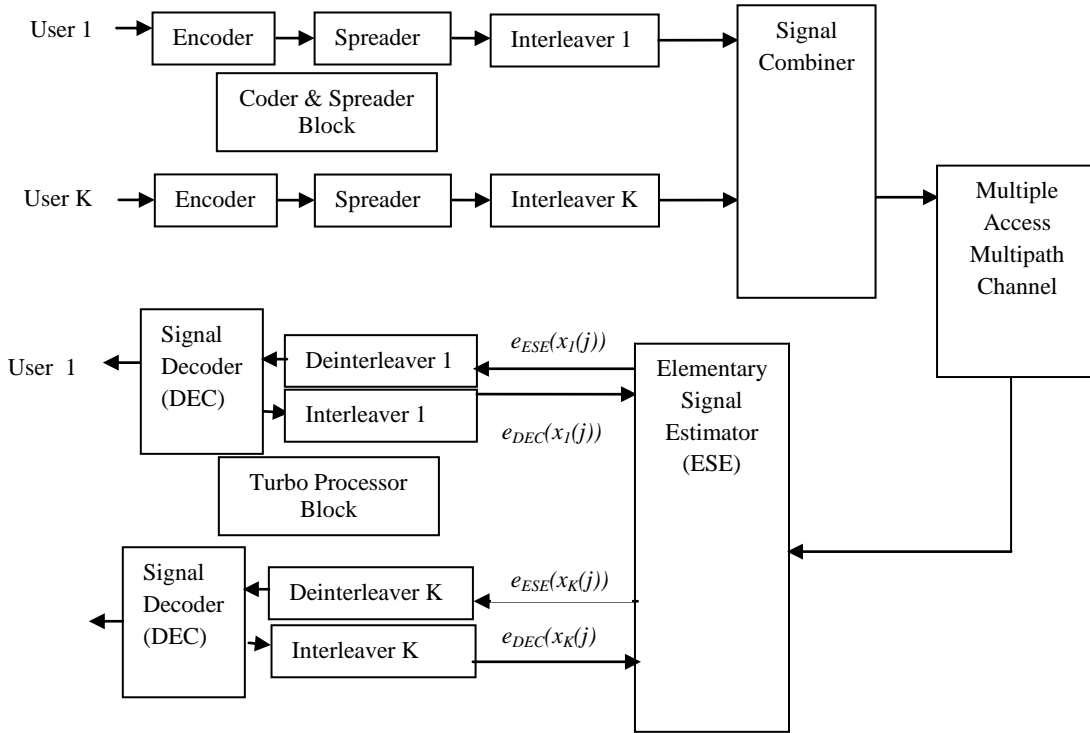 User 1
Encoder
Spreader
Interleaver 1
Signal
Combiner
Coder & Spreader
Block
User K
Encoder
Spreader
Interleaver K
Multiple
Access
Multipath
Channel
User 1
Signal
Decoder
(DEC)
Deinterleaver 1
Interleaver 1
e_ESE(x_1(j))
e_DEC(x_1(j))
Elementary
Signal
Estimator
(ESE)
Turbo Processor
Block
Signal
Decoder
(DEC)
Deinterleaver K
Interleaver K
e_ESE(x_K(j))
e_DEC(x_K(j)